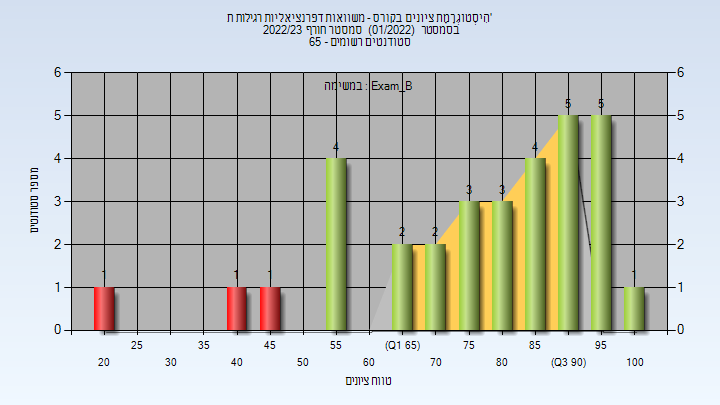 היסטוגרמת ציונים בקורס - משוואות דפרנציאליות רגילות ת'
בסמסטר (01/2022) סמסטר חורף 2022/23
סטודנטים רשומים - 65
במשימה : Exam_B
מספר סטודנטים
6 6
5 5
4 4
3 3
2 2
1 1
0 0
1 1 1 4 2 2 3 3 4 5 5 1
25 35 45 55 (Q1 65) 75 85 95
20 30 40 50 60 70 80 (Q3 90) 100
טווח ציונים